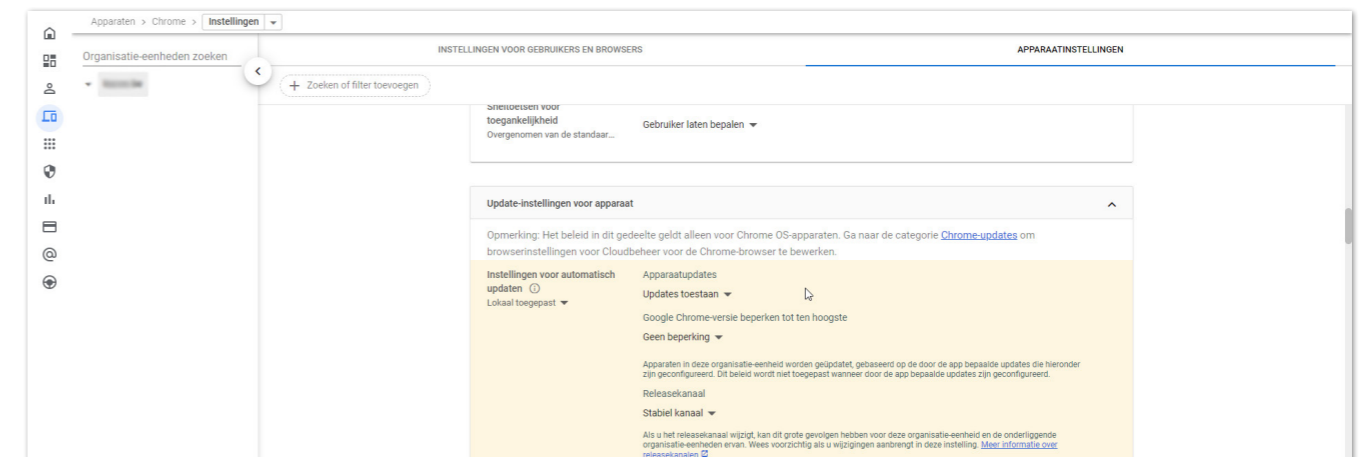 Apparaten > Chrome > Instellingen
Organisatie-eenheden zoeken
INSTELLINGEN VOOR GEBRUIKERS EN BROWSERS
APPARAATINSTELLINGEN
Zoeken of filter toevoegen
Sneltoetsen voor
toegankelijkheid
Overgenomen van de standaar...
Gebruiker laten bepalen
Update-instellingen voor apparaat
Opmerking: Het beleid in dit gedeelte geldt alleen voor Chrome OS-apparaten. Ga naar de categorie Chrome-updates om
browserinstellingen voor Cloudbeheer voor de Chrome-browser te bewerken.
Instellingen voor automatisch
updaten
Lokaal toegepast
Apparaatupdates
Updates toestaan
Google Chrome-versie beperken tot ten hoogste
Geen beperking
Apparaten in deze organisatie-eenheid worden geüpdatet, gebaseerd op de door de app bepaalde updates die hieronder
zijn geconfigureerd. Dit beleid wordt niet toegepast wanneer door de app bepaalde updates zijn geconfigureerd.
Releasekanaal
Stabiel kanaal
Als u het releasekanaal wijzigt, kan dit grote gevolgen hebben voor deze organisatie-eenheid en de onderliggende
organisatie-eenheden ervan. Wees voorzichtig als u wijzigingen aanbrengt in deze instelling. Meer informatie over
releasekanalen